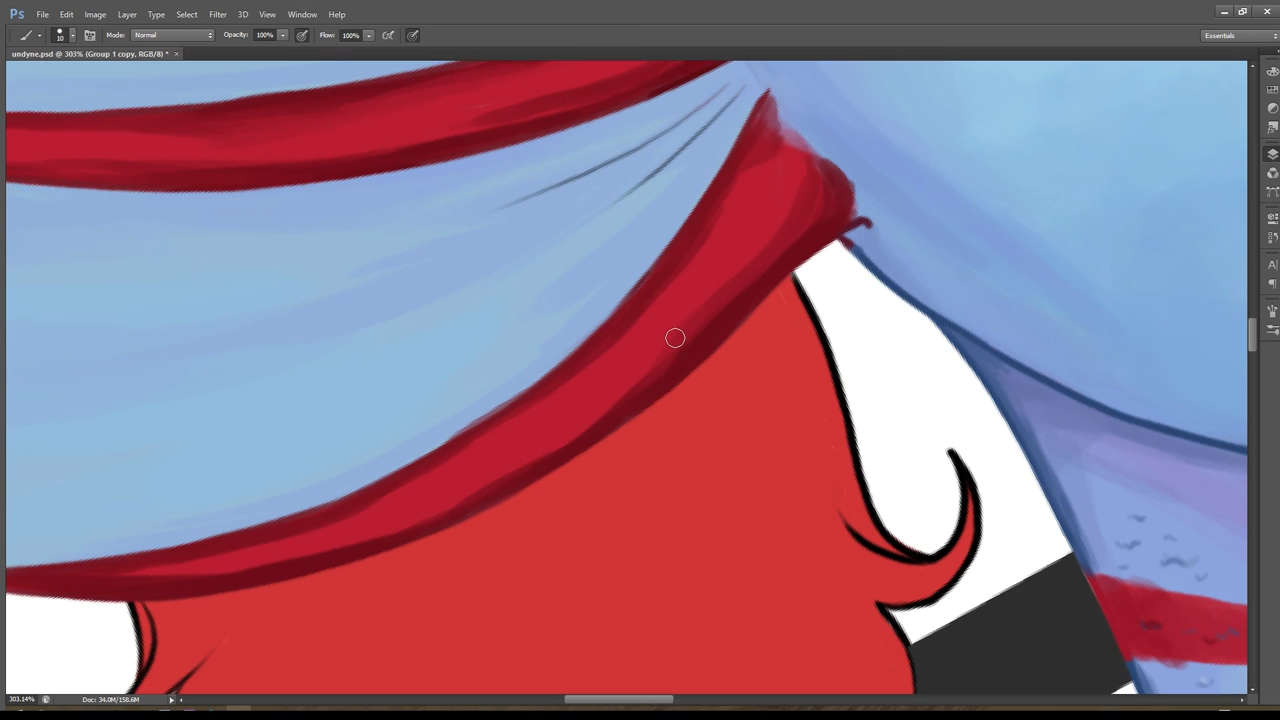 Ps File Edit Image Layer Type Select Filter 3D View Window Help
10 Mode: Normal Opacity: 100% Flow: 100% Essentials
undyne.psd @ 303% (Group 1 copy, RGB/8) * ×
A
303.14% Doc: 34.0M/158.6M